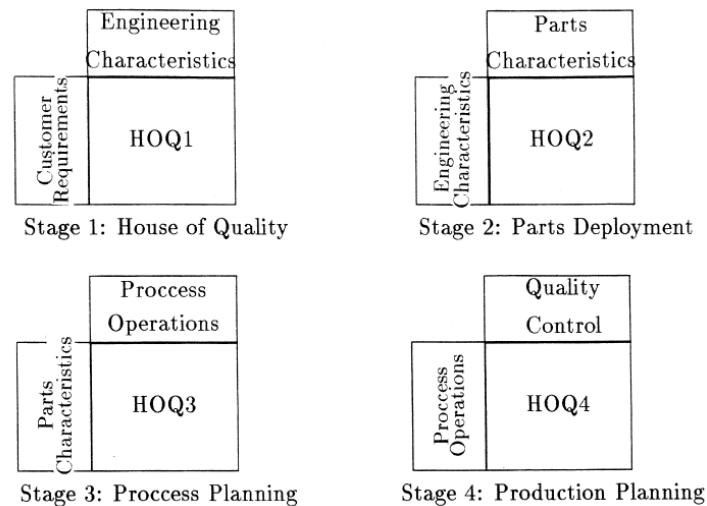 Engineering
Characteristics
Customer
Requirements
HOQ1
Stage 1: House of Quality
Parts
Characteristics
Engineering
Characteristics
HOQ2
Stage 2: Parts Deployment
Proccess
Operations
Parts
Characteristics
HOQ3
Stage 3: Proccess Planning
Quality
Control
Proccess
Operations
HOQ4
Stage 4: Production Planning